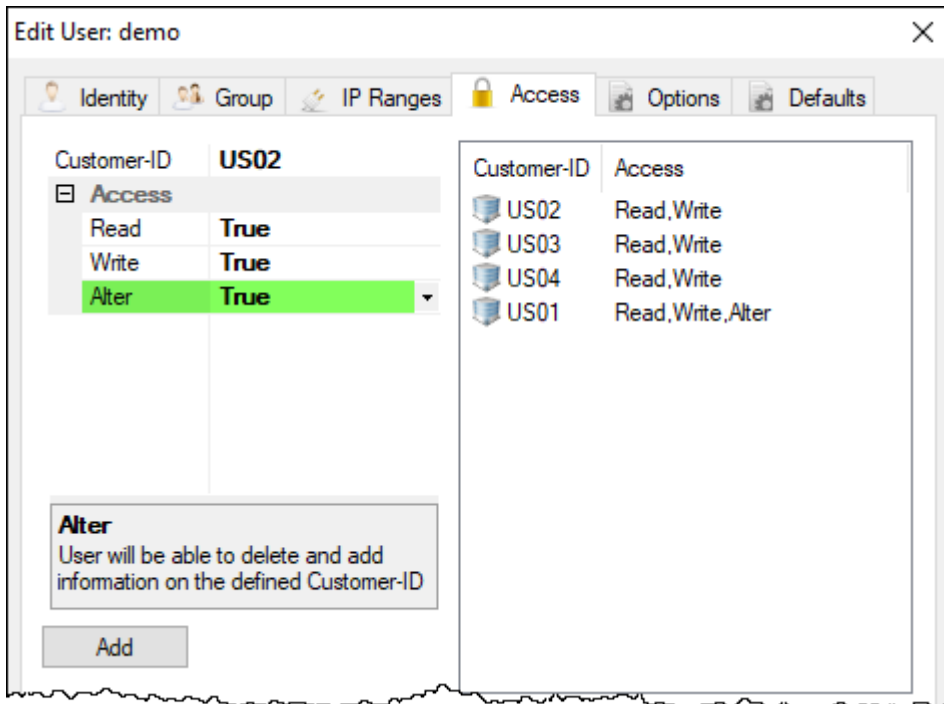 Edit User: demo
Identity Group IP Ranges Access Options Defaults
Customer-ID US02
Access
Read True
Write True
Alter True
Alter
User will be able to delete and add
information on the defined Customer-ID
Add
Customer-ID Access
US02 Read,Write
US03 Read,Write
US04 Read,Write
US01 Read,Write,Alter